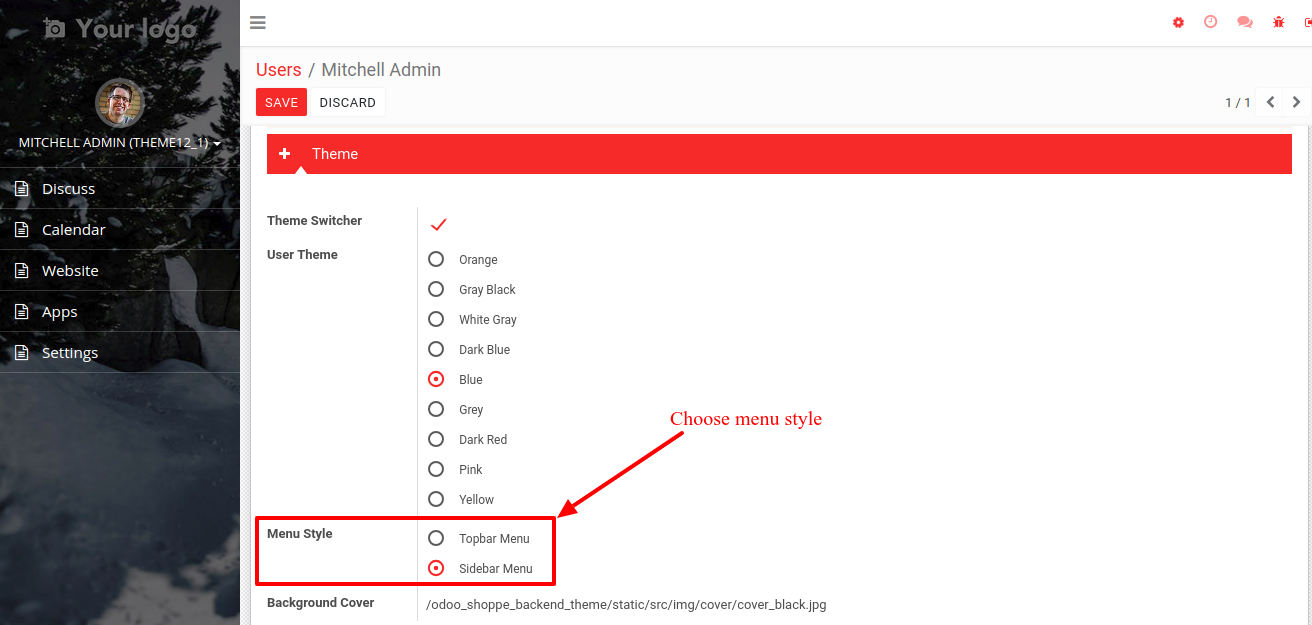 Your logo
MITCHELL ADMIN (THEME12_1)
Discuss
Calendar
Website
Apps
Settings
Users / Mitchell Admin
SAVE DISCARD
1 / 1
Theme
Theme Switcher
User Theme
Orange
Gray Black
White Gray
Dark Blue
Blue
Grey
Dark Red
Pink
Yellow
Choose menu style
Menu Style
Topbar Menu
Sidebar Menu
Background Cover /odoo_shoppe_backend_theme/static/src/img/cover/cover_black.jpg